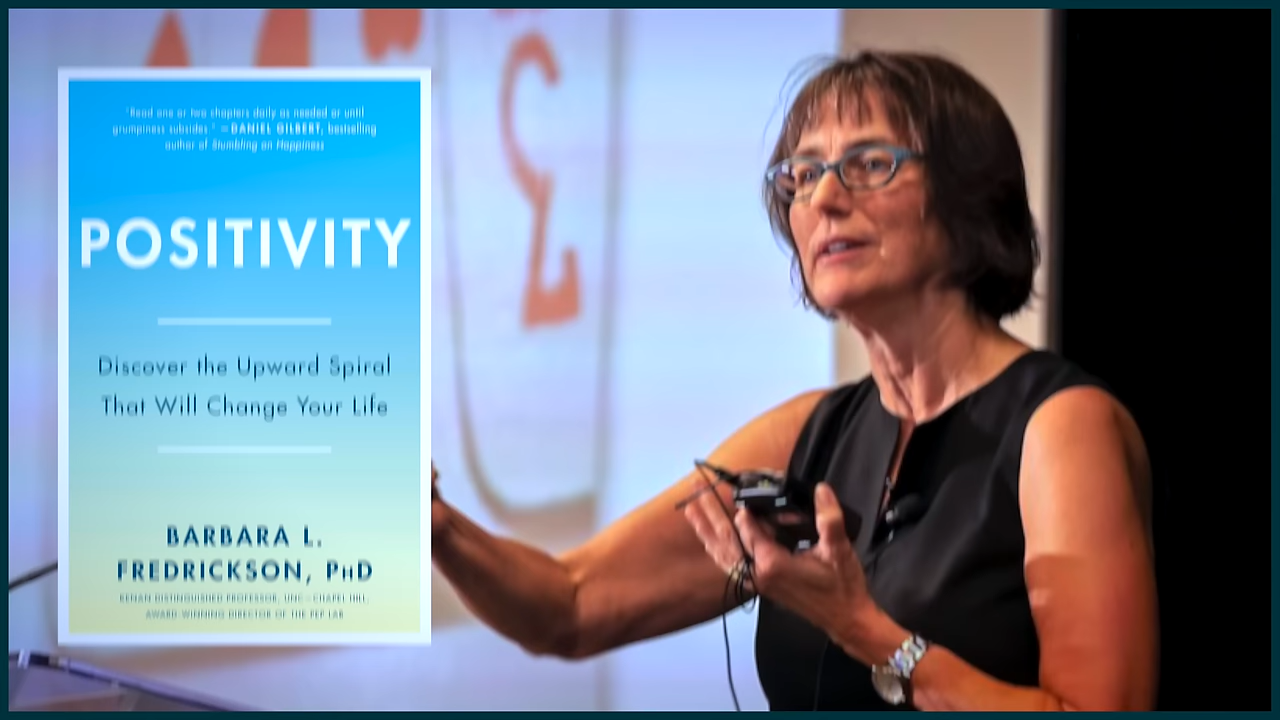 "Read one or two chapters daily as needed or until
grumpiness subsides." —DANIEL GILBERT, bestselling
author of Stumbling on Happiness
POSITIVITY
Discover the Upward Spiral
That Will Change Your Life
BARBARA L.
FREDRICKSON, PHD
KENAN DISTINGUISHED PROFESSOR, UNC–CHAPEL HILL,
AWARD-WINNING DIRECTOR OF THE PEP LAB